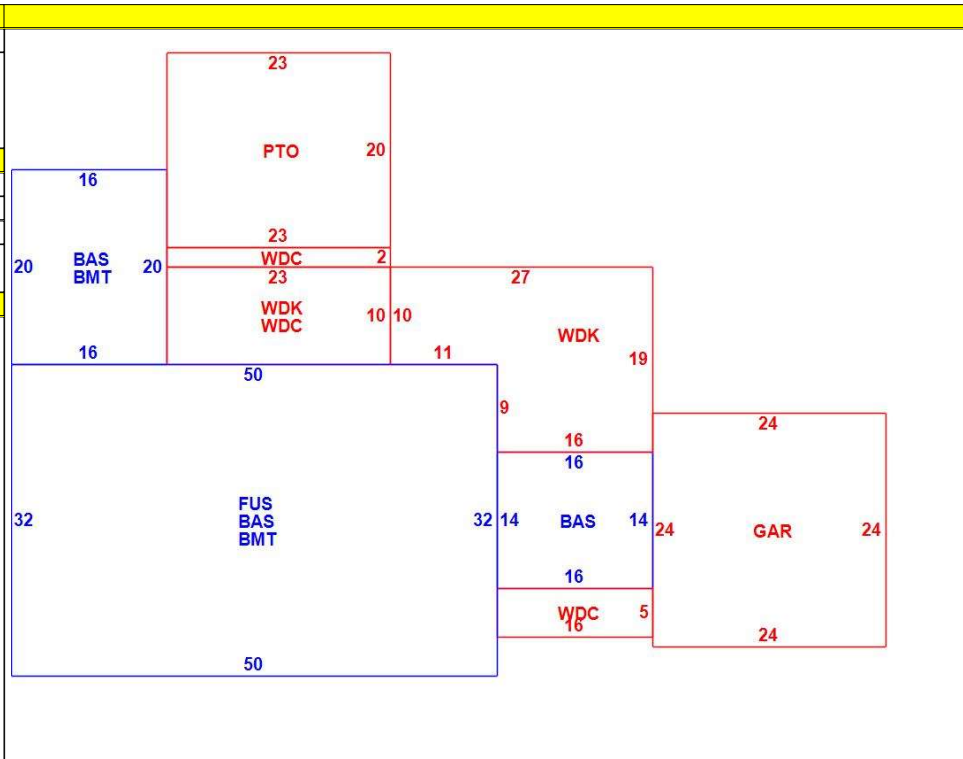 23
PTO 20
16
23
WDC 2
20 BAS 20 23 27
BMT
WDK 10 10
WDC
WDK
19
16 11
50
9
24
16
16
FUS
BAS
BMT
32 32 14 BAS 14
24 GAR 24
16
WDC 5
16
24
50